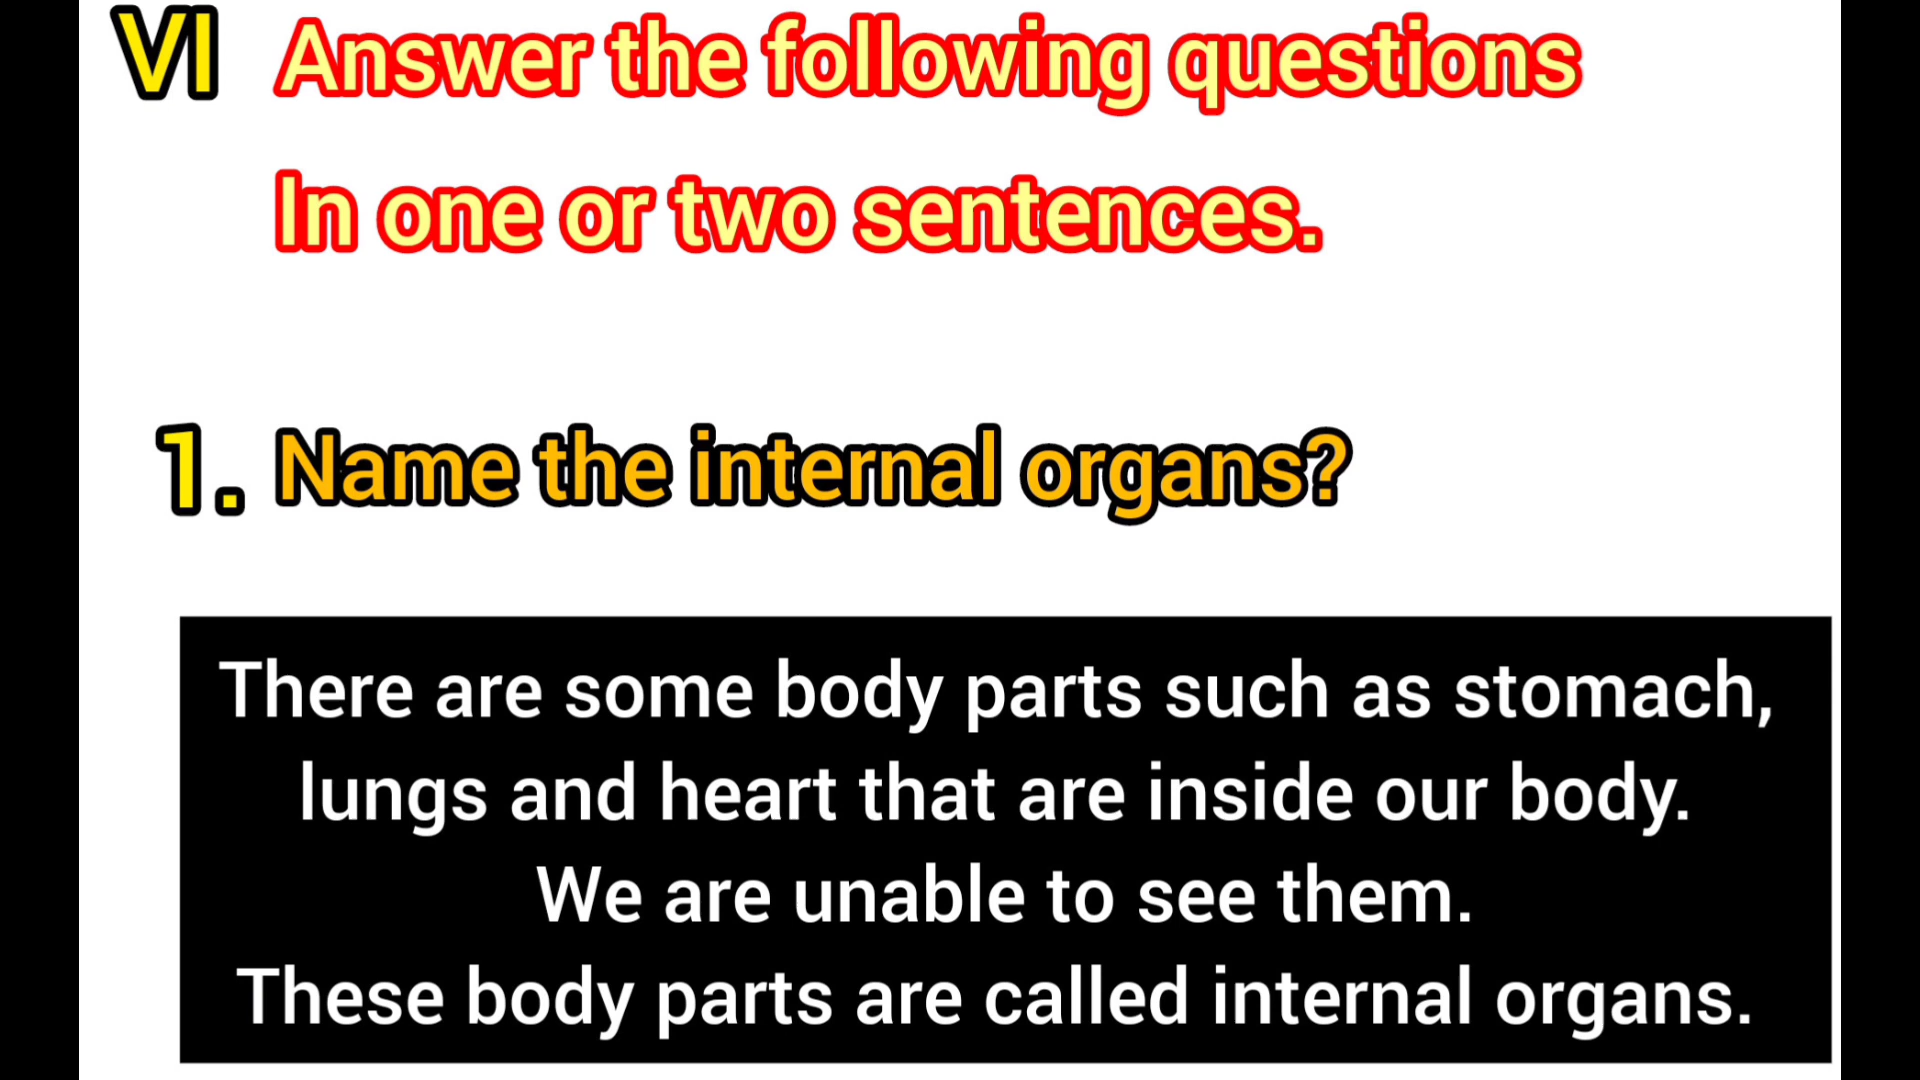 VI Answer the following questions
In one or two sentences.
1. Name the internal organs?
There are some body parts such as stomach,
lungs and heart that are inside our body.
We are unable to see them.
These body parts are called internal organs.